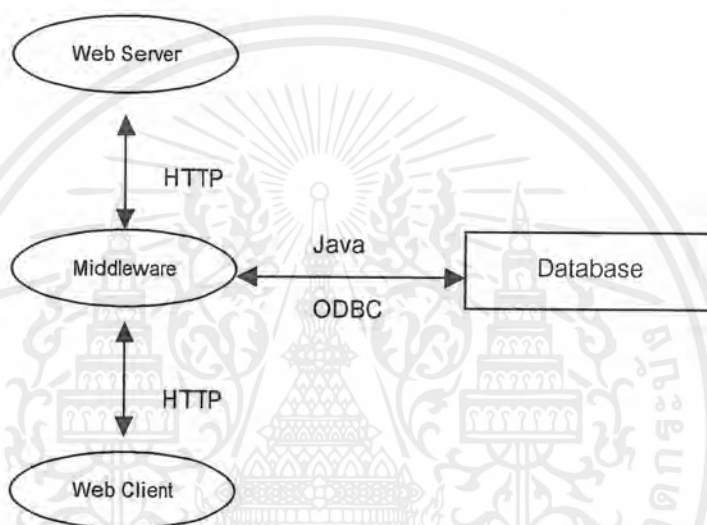 Web Server
HTTP
Middleware
Java
ODBC
Database
HTTP
Web Client